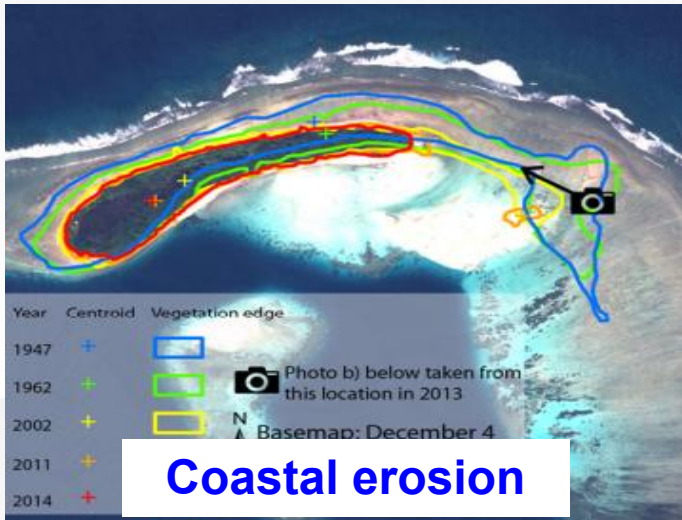 Year Centroid Vegetation edge
1947
1962
2002
2011
2014
Photo b) below taken from
this location in 2013
N
Basemap: December 4
Coastal erosion